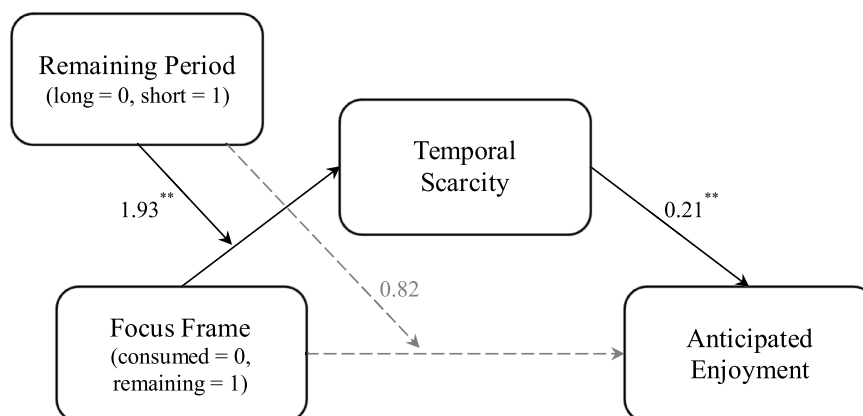 Remaining Period
(long = 0, short = 1)
Temporal
Scarcity
1.93**
0.21**
0.82
Focus Frame
(consumed = 0,
remaining = 1)
Anticipated
Enjoyment